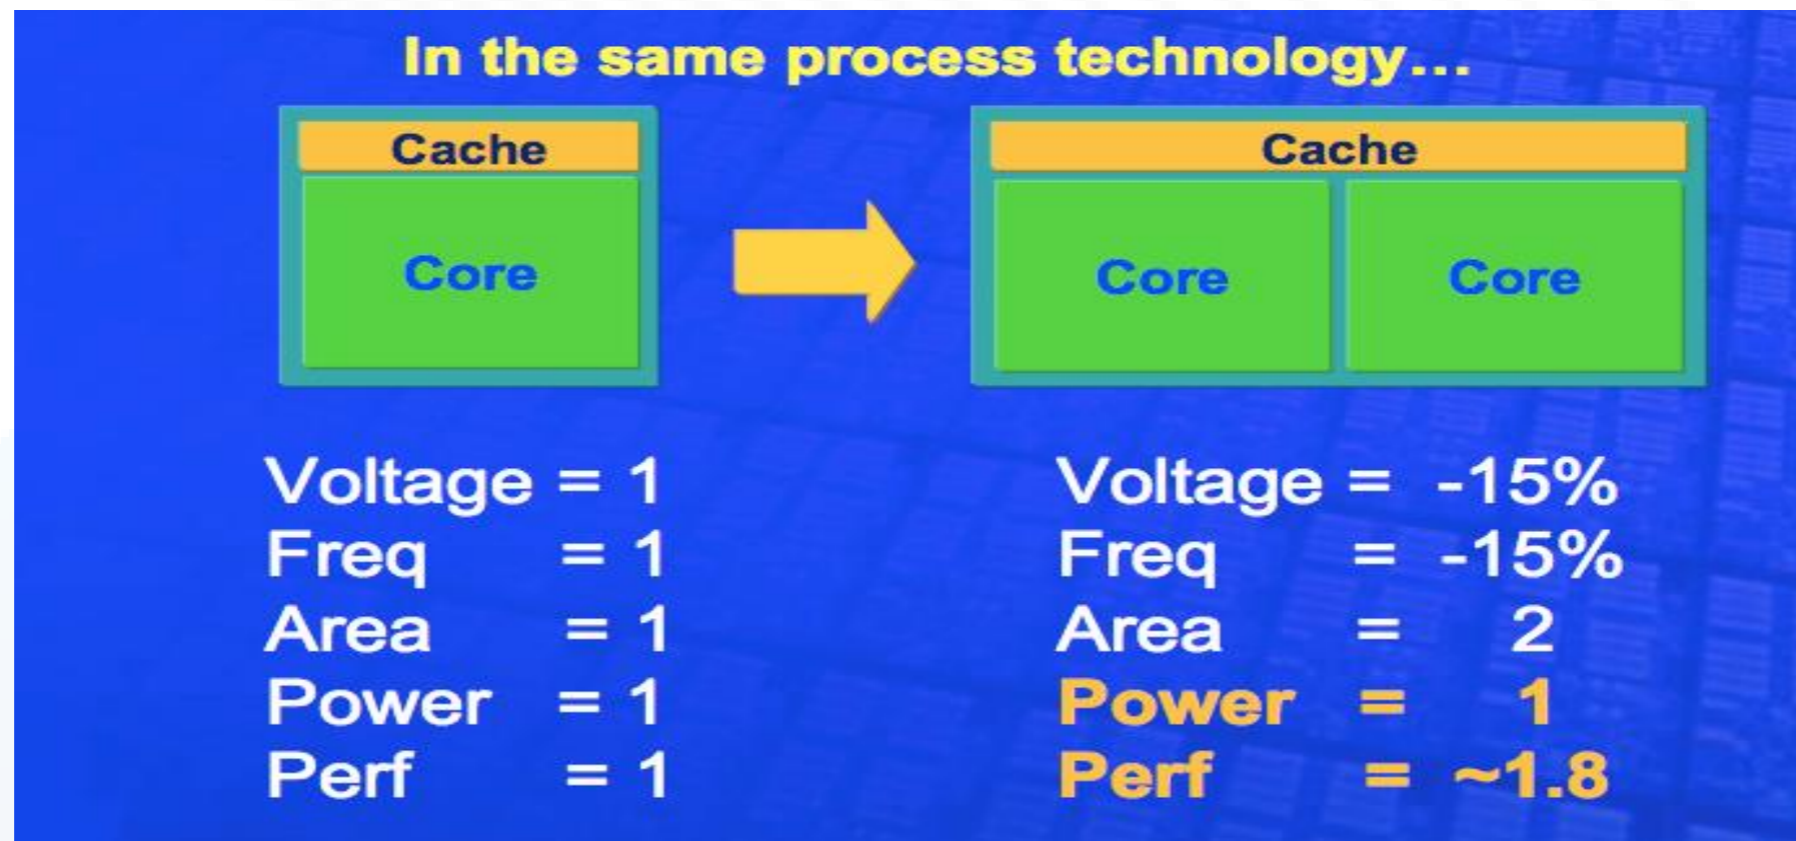 In the same process technology...
Cache
Core
Cache
Core Core
Voltage = 1
Freq = 1
Area = 1
Power = 1
Perf = 1
Voltage = -15%
Freq = -15%
Area = 2
Power = 1
Perf = ~1.8